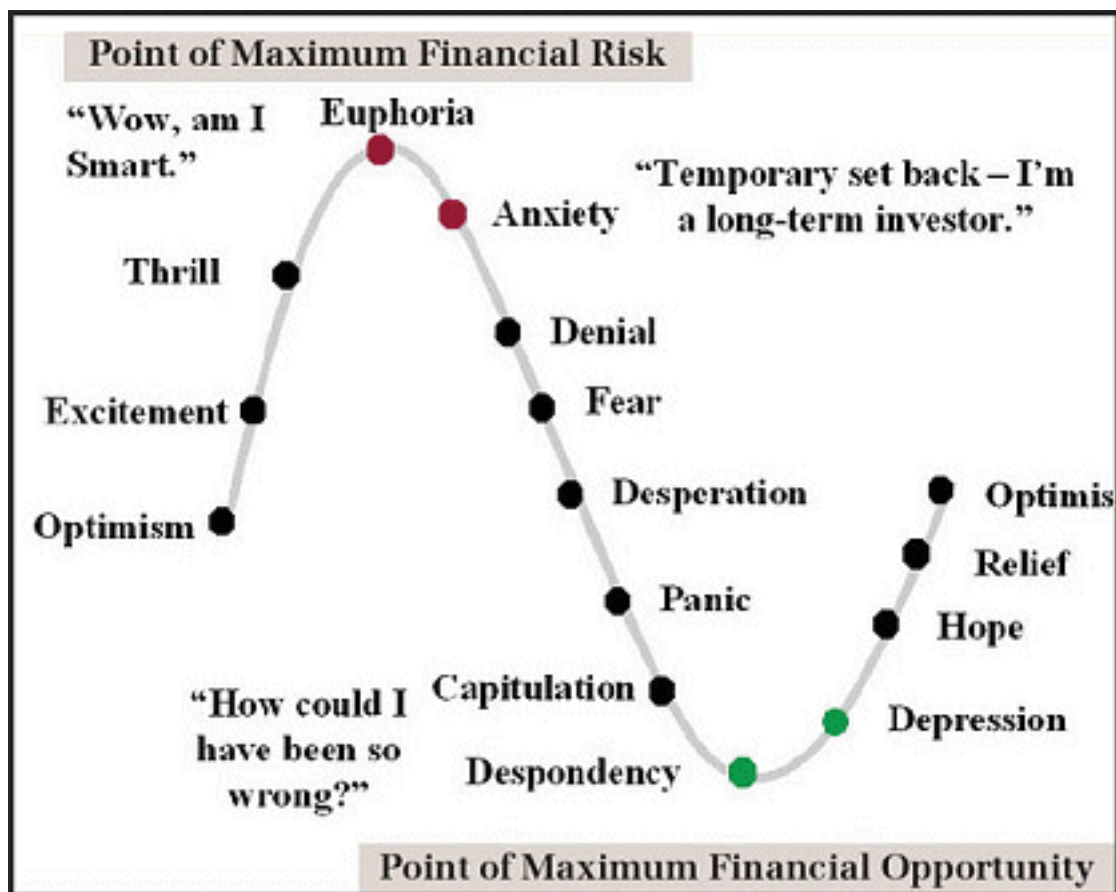 Point of Maximum Financial Risk
“Wow, am I
Smart.”
Euphoria
“Temporary set back – I’m
a long-term investor.”
Anxiety
Thrill
Denial
Excitement
Fear
Desperation
Optimism
Optimis
Relief
Panic
Hope
Capitulation
“How could I
have been so
wrong?”
Depression
Despondency
Point of Maximum Financial Opportunity